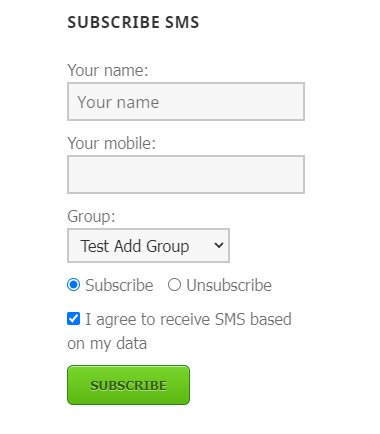 SUBSCRIBE SMS
Your name:
Your name
Your mobile:
Group:
Test Add Group
Subscribe Unsubscribe
I agree to receive SMS based
on my data
SUBSCRIBE